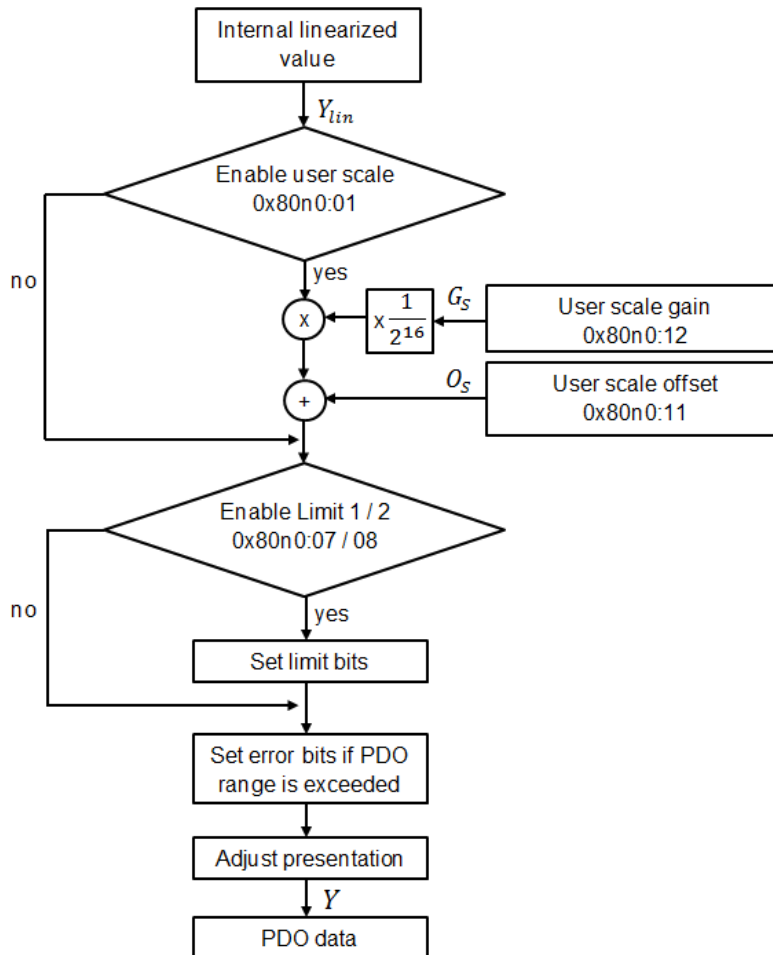 Internal linearized
value
Y_lin
Enable user scale
0x80n0:01
no
yes
x
x 1/2^16
G_S
User scale gain
0x80n0:12
+
O_S
User scale offset
0x80n0:11
Enable Limit 1 / 2
0x80n0:07 / 08
no
yes
Set limit bits
Set error bits if PDO
range is exceeded
Adjust presentation
Y
PDO data